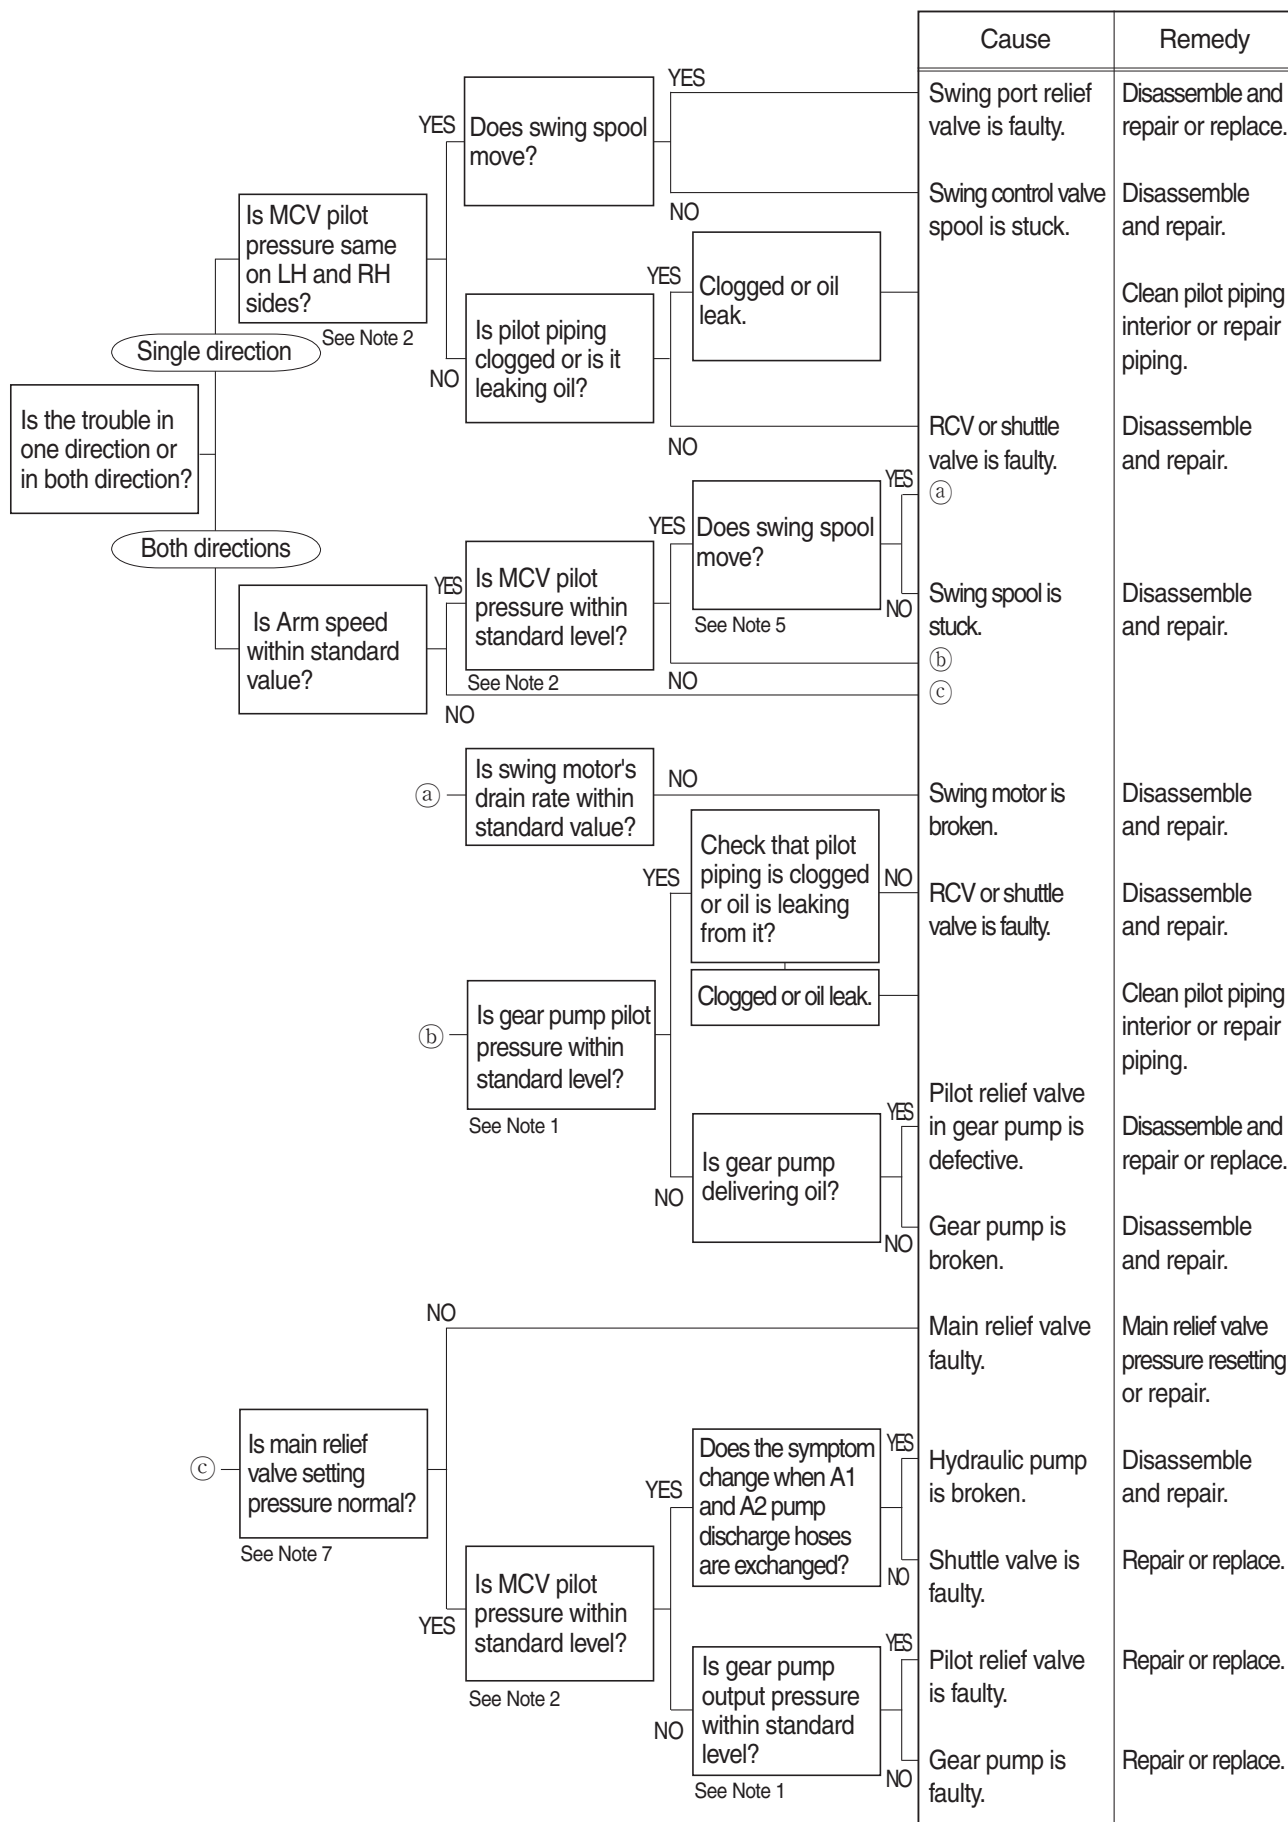 Cause
Remedy
YES
Does swing spool
move?
YES
Swing port relief
valve is faulty.
Disassemble and
repair or replace.
NO
Swing control valve
spool is stuck.
Disassemble
and repair.
Is MCV pilot
pressure same
on LH and RH
sides?
See Note 2
Single direction
NO
Is pilot piping
clogged or is it
leaking oil?
YES
Clogged or oil
leak.
Clean pilot piping
interior or repair
piping.
NO
RCV or shuttle
valve is faulty.
Disassemble
and repair.
Is the trouble in
one direction or
in both direction?
Both directions
Is Arm speed
within standard
value?
YES
Is MCV pilot
pressure within
standard level?
See Note 2
YES
Does swing spool
move?
See Note 5
YES
ⓐ
NO
Swing spool is
stuck.
Disassemble
and repair.
NO
ⓑ
NO
ⓒ
ⓐ
Is swing motor's
drain rate within
standard value?
NO
Swing motor is
broken.
Disassemble
and repair.
ⓑ
Is gear pump pilot
pressure within
standard level?
See Note 1
YES
Check that pilot
piping is clogged
or oil is leaking
from it?
NO
RCV or shuttle
valve is faulty.
Disassemble
and repair.
Clogged or oil leak.
Clean pilot piping
interior or repair
piping.
NO
Is gear pump
delivering oil?
YES
Pilot relief valve
in gear pump is
defective.
Disassemble and
repair or replace.
NO
Gear pump is
broken.
Disassemble
and repair.
ⓒ
Is main relief
valve setting
pressure normal?
See Note 7
NO
Main relief valve
faulty.
Main relief valve
pressure resetting
or repair.
YES
Is MCV pilot
pressure within
standard level?
See Note 2
YES
Does the symptom
change when A1
and A2 pump
discharge hoses
are exchanged?
YES
Hydraulic pump
is broken.
Disassemble
and repair.
NO
Shuttle valve is
faulty.
Repair or replace.
NO
Is gear pump
output pressure
within standard
level?
See Note 1
YES
Pilot relief valve
is faulty.
Repair or replace.
NO
Gear pump is
faulty.
Repair or replace.